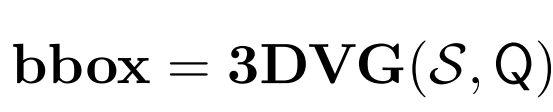 bbox = 3DVG(𝒮, Q)